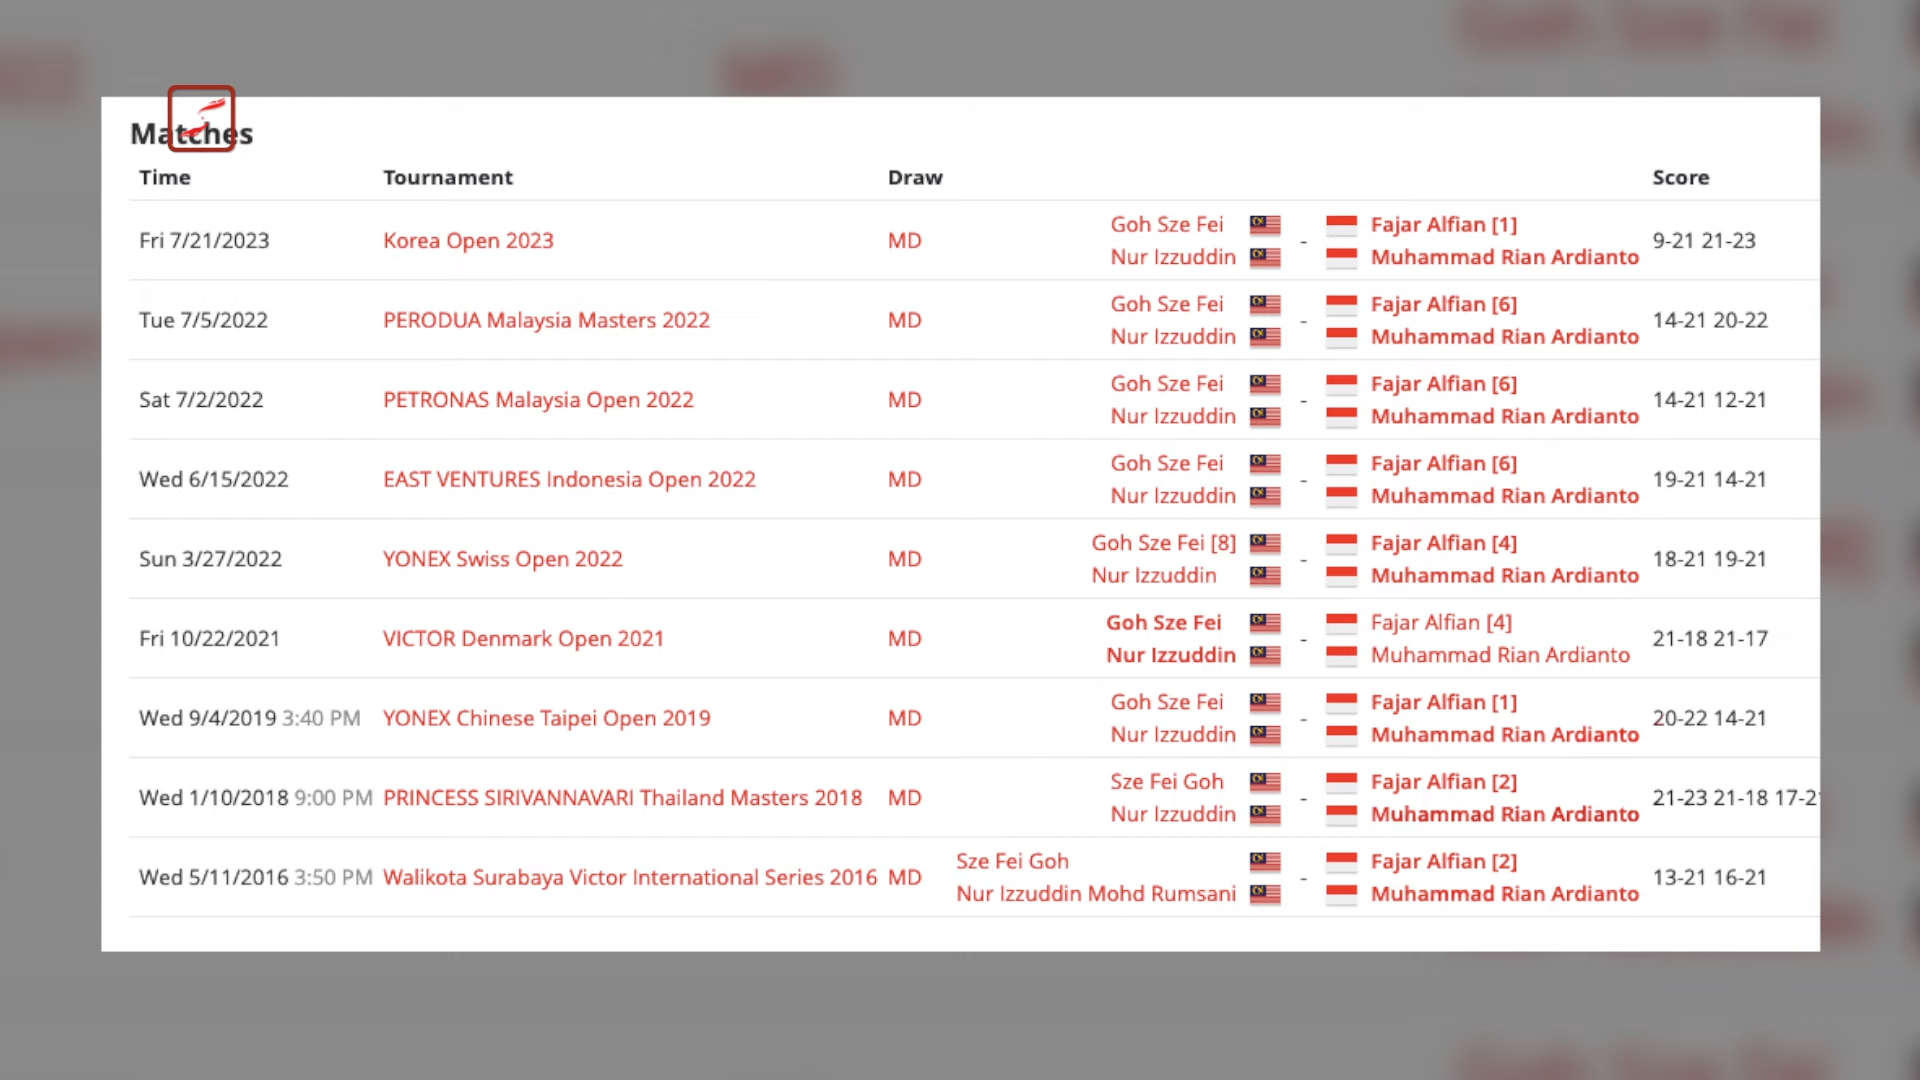 Matches
Time Tournament Draw Score
Fri 7/21/2023 Korea Open 2023 MD Goh Sze Fei - Fajar Alfian [1] 9-21 21-23
Nur Izzuddin Muhammad Rian Ardianto
Tue 7/5/2022 PERODUA Malaysia Masters 2022 MD Goh Sze Fei - Fajar Alfian [6] 14-21 20-22
Nur Izzuddin Muhammad Rian Ardianto
Sat 7/2/2022 PETRONAS Malaysia Open 2022 MD Goh Sze Fei - Fajar Alfian [6] 14-21 12-21
Nur Izzuddin Muhammad Rian Ardianto
Wed 6/15/2022 EAST VENTURES Indonesia Open 2022 MD Goh Sze Fei - Fajar Alfian [6] 19-21 14-21
Nur Izzuddin Muhammad Rian Ardianto
Sun 3/27/2022 YONEX Swiss Open 2022 MD Goh Sze Fei [8] - Fajar Alfian [4] 18-21 19-21
Nur Izzuddin Muhammad Rian Ardianto
Fri 10/22/2021 VICTOR Denmark Open 2021 MD Goh Sze Fei - Fajar Alfian [4] 21-18 21-17
Nur Izzuddin Muhammad Rian Ardianto
Wed 9/4/2019 3:40 PM YONEX Chinese Taipei Open 2019 MD Goh Sze Fei - Fajar Alfian [1] 20-22 14-21
Nur Izzuddin Muhammad Rian Ardianto
Wed 1/10/2018 9:00 PM PRINCESS SIRIVANNAVARI Thailand Masters 2018 MD Sze Fei Goh - Fajar Alfian [2] 21-23 21-18 17-2
Nur Izzuddin Muhammad Rian Ardianto
Wed 5/11/2016 3:50 PM Walikota Surabaya Victor International Series 2016 MD Sze Fei Goh - Fajar Alfian [2] 13-21 16-21
Nur Izzuddin Mohd Rumsani Muhammad Rian Ardianto